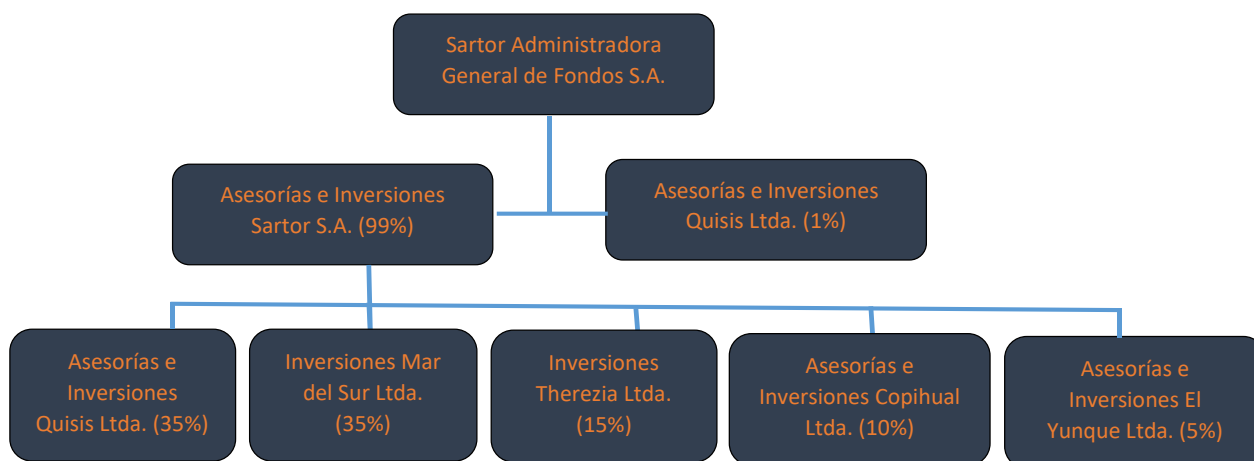 Sartor Administradora
General de Fondos S.A.
Asesorías e Inversiones
Sartor S.A. (99%)
Asesorías e Inversiones
Quisis Ltda. (1%)
Asesorías e
Inversiones
Quisis Ltda. (35%)
Inversiones Mar
del Sur Ltda.
(35%)
Inversiones
Therezia Ltda.
(15%)
Asesorías e
Inversiones Copihual
Ltda. (10%)
Asesorías e
Inversiones El
Yunque Ltda. (5%)